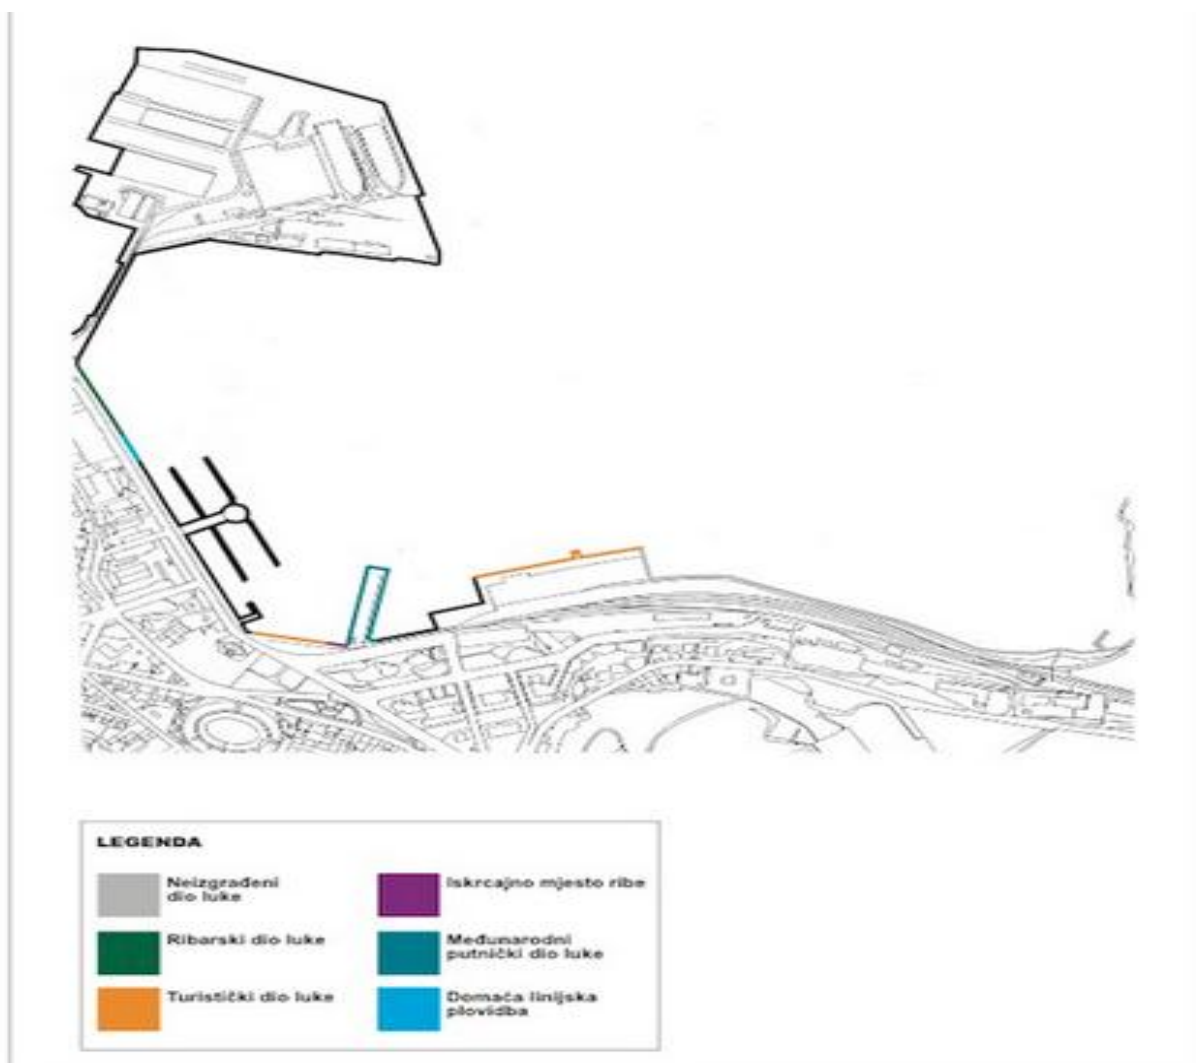 LEGENDA
Neizgrađeni
dio luke
Iskrcajno mjesto ribe
Ribarski dio luke
Međunarodni
putnički dio luke
Turistički dio luke
Domaća linijska
plovidba